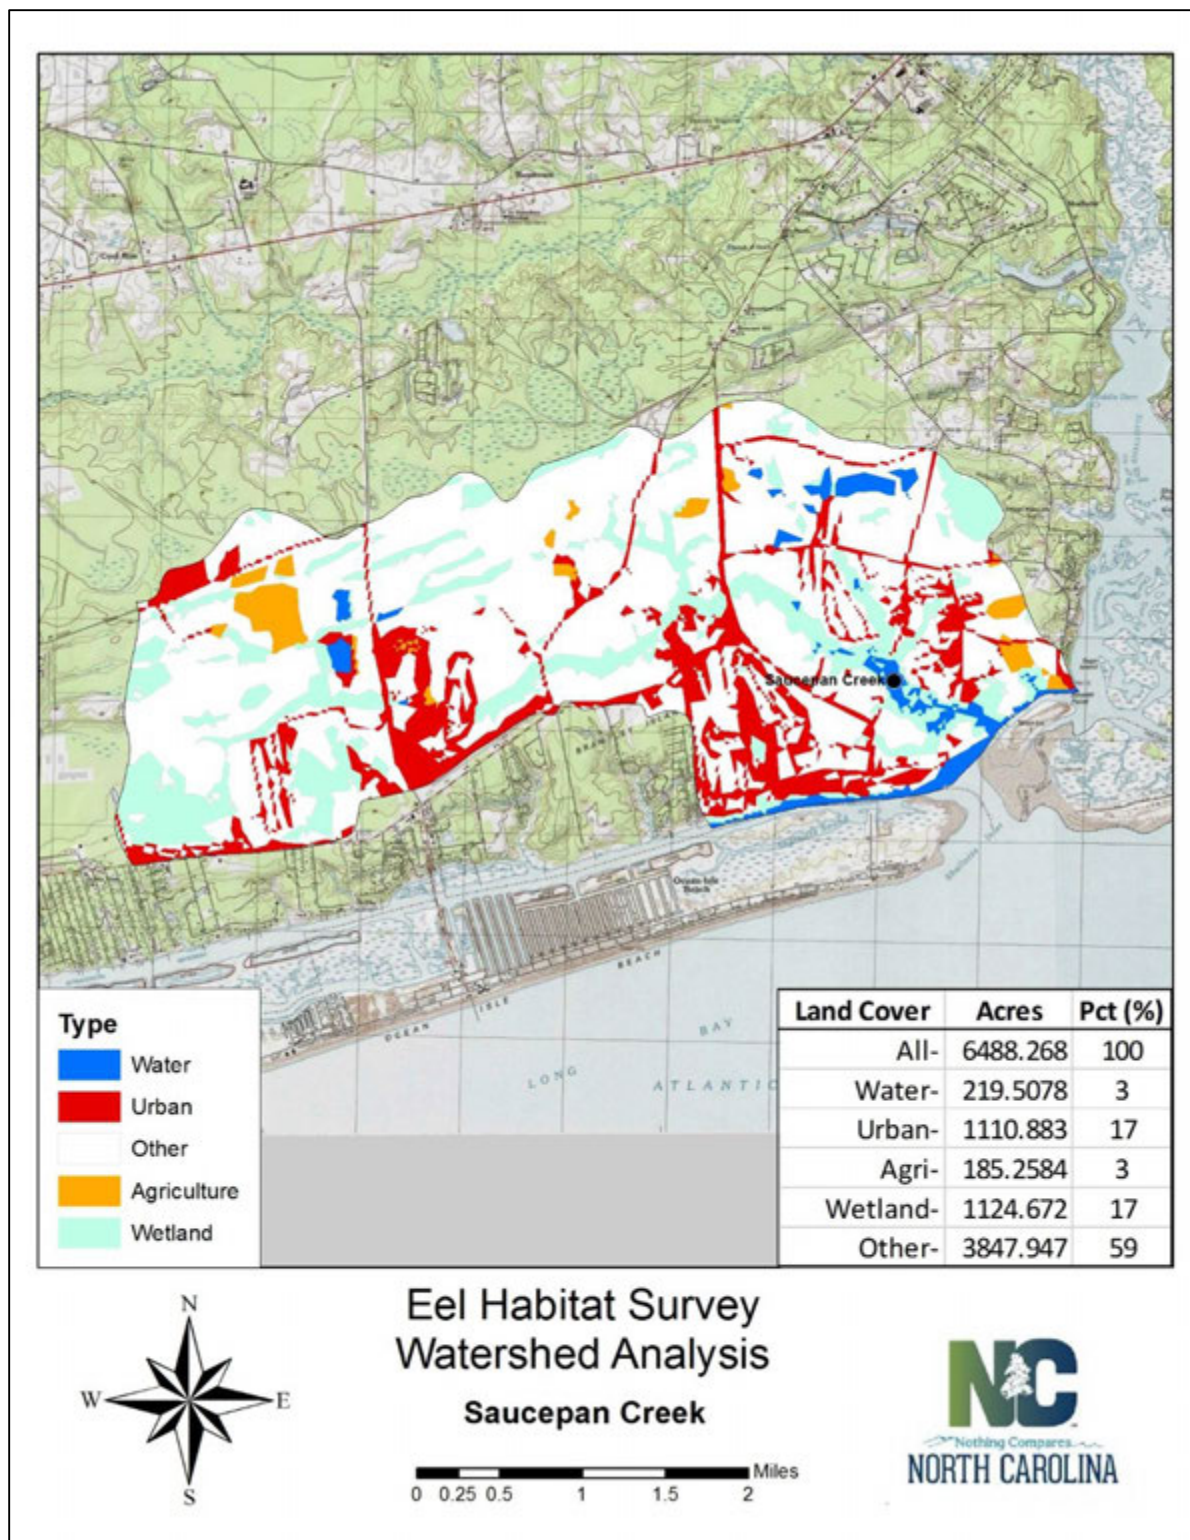 Saucepan Creek
Ocean Isle
Beach
OCEAN ISLE BEACH
LONG BAY
ATLANTIC
Type
Water
Urban
Other
Agriculture
Wetland
Land Cover Acres Pct (%)
All- 6488.268 100
Water- 219.5078 3
Urban- 1110.883 17
Agri- 185.2584 3
Wetland- 1124.672 17
Other- 3847.947 59
Eel Habitat Survey
Watershed Analysis
Saucepan Creek
N
W E
S
Miles
0 0.25 0.5 1 1.5 2
NC
Nothing Compares
NORTH CAROLINA